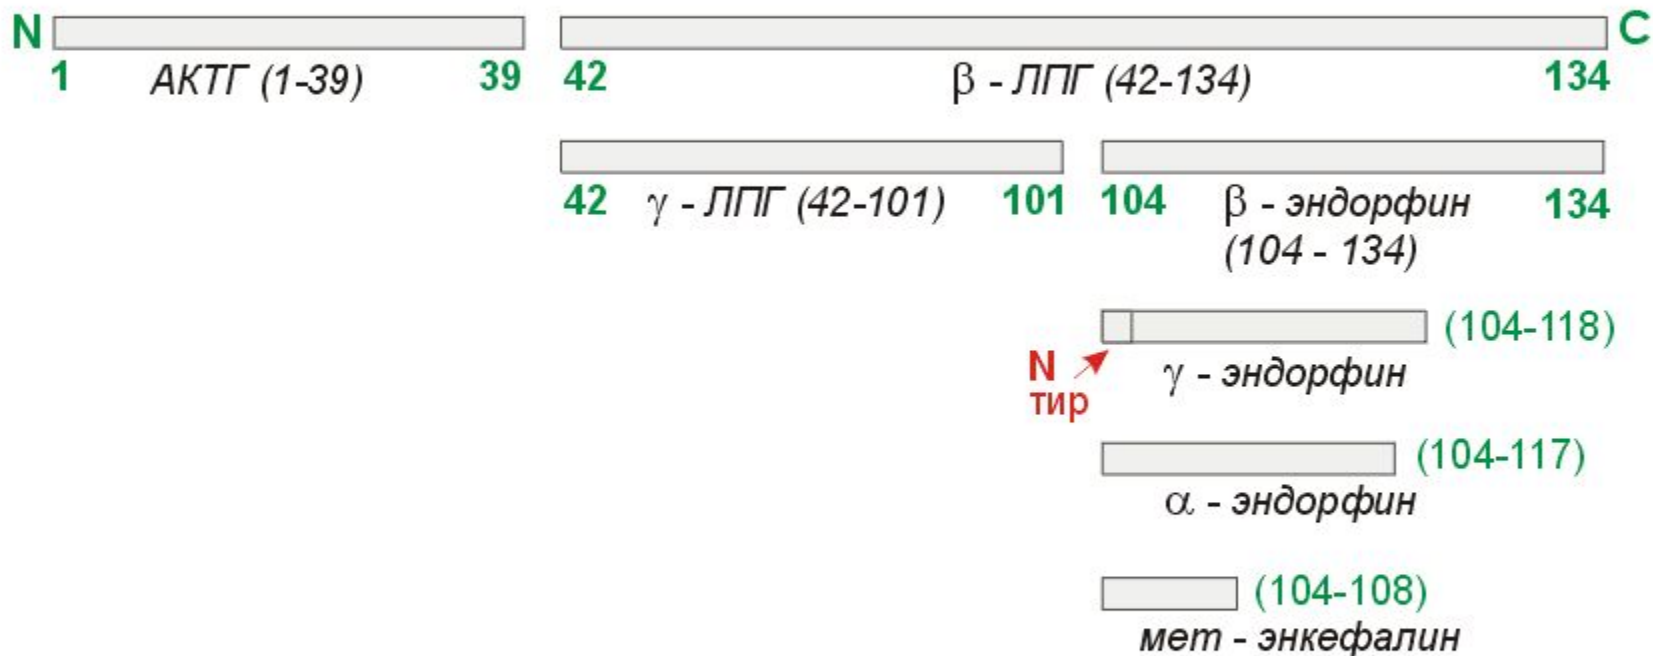 N C
1 АКТГ (1-39) 39 42 β - ЛПГ (42-134) 134
42 γ - ЛПГ (42-101) 101 104 β - эндорфин 134
(104 - 134)
(104-118)
N
тир
γ - эндорфин
(104-117)
α - эндорфин
(104-108)
мет - энкефалин